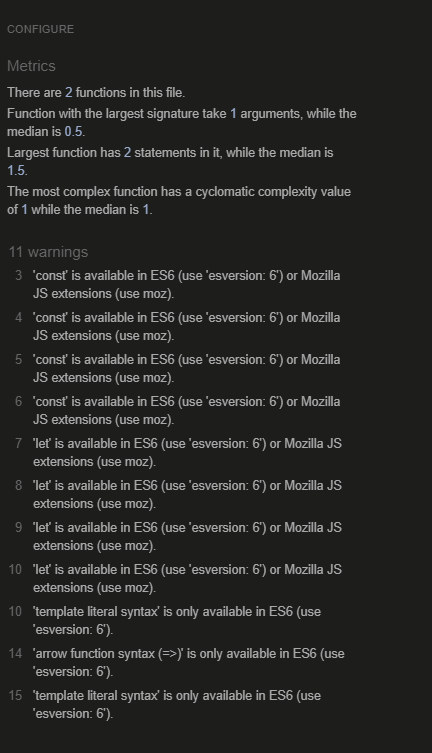 CONFIGURE
Metrics
There are 2 functions in this file.
Function with the largest signature take 1 arguments, while the
median is 0.5.
Largest function has 2 statements in it, while the median is
1.5.
The most complex function has a cyclomatic complexity value
of 1 while the median is 1.
11 warnings
3 'const' is available in ES6 (use 'esversion: 6') or Mozilla
JS extensions (use moz).
4 'const' is available in ES6 (use 'esversion: 6') or Mozilla
JS extensions (use moz).
5 'const' is available in ES6 (use 'esversion: 6') or Mozilla
JS extensions (use moz).
6 'const' is available in ES6 (use 'esversion: 6') or Mozilla
JS extensions (use moz).
7 'let' is available in ES6 (use 'esversion: 6') or Mozilla JS
extensions (use moz).
8 'let' is available in ES6 (use 'esversion: 6') or Mozilla JS
extensions (use moz).
9 'let' is available in ES6 (use 'esversion: 6') or Mozilla JS
extensions (use moz).
10 'let' is available in ES6 (use 'esversion: 6') or Mozilla JS
extensions (use moz).
10 'template literal syntax' is only available in ES6 (use
'esversion: 6').
14 'arrow function syntax (=>)' is only available in ES6 (use
'esversion: 6').
15 'template literal syntax' is only available in ES6 (use
'esversion: 6').